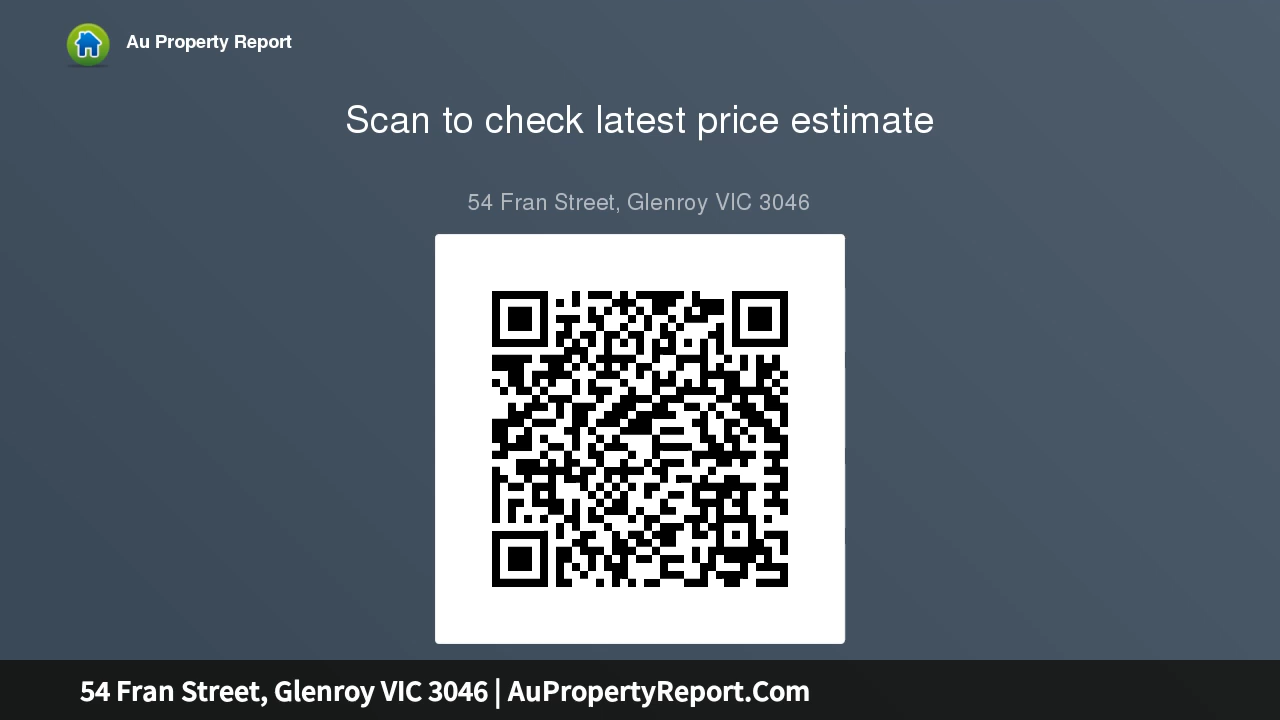 Au Property Report
Scan to check latest price estimate
54 Fran Street, Glenroy VIC 3046
54 Fran Street, Glenroy VIC 3046 | AuPropertyReport.Com